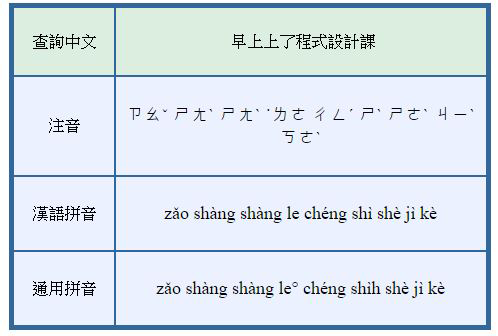 查詢中文 早上上了程式設計課
注音 ㄗㄠˇ ㄕㄤˋ ㄕㄤˋ ˙ㄌㄜ ㄔㄥˊ ㄕˋ ㄕㄜˋ ㄐㄧˋ
ㄎㄜˋ
漢語拼音 zǎo shàng shàng le chéng shì shè jì kè
通用拼音 zǎo shàng shàng le° chéng shìh shè jì kè